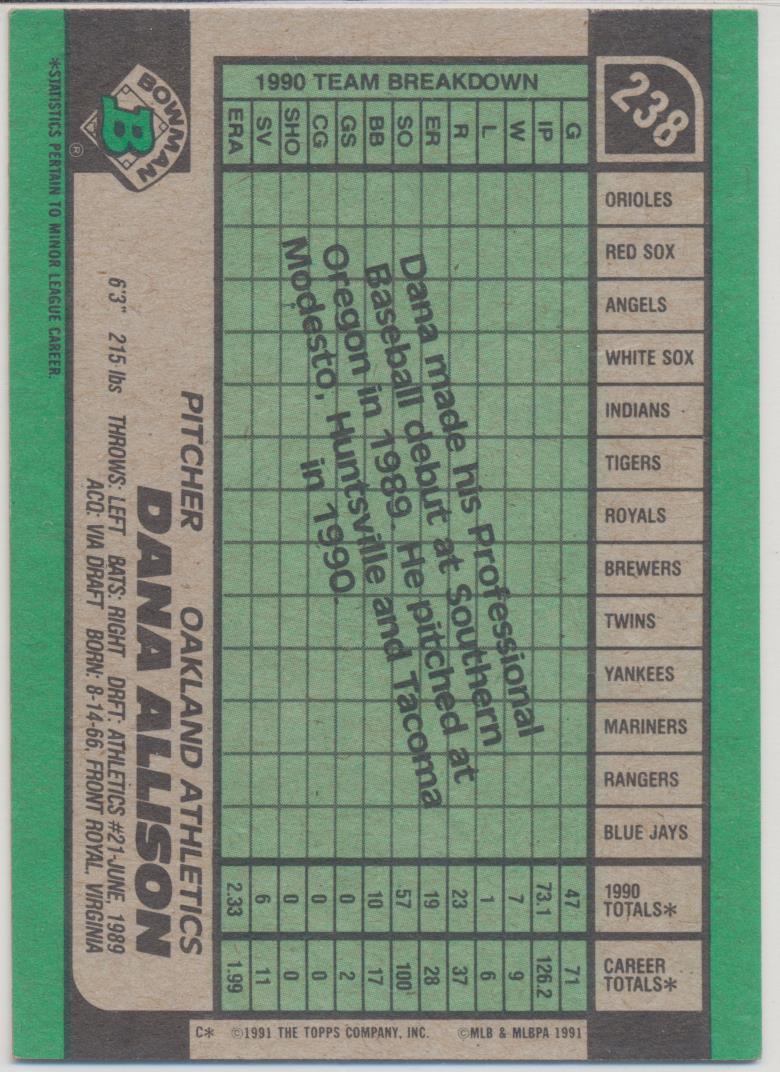 238
BOWMAN
B
®
PITCHER OAKLAND ATHLETICS
DANA ALLISON
6'3" 215 lbs THROWS: LEFT BATS: RIGHT DRFT: ATHLETICS #21-JUNE, 1989
ACQ: VIA DRAFT BORN: 8-14-66, FRONT ROYAL, VIRGINIA
*STATISTICS PERTAIN TO MINOR LEAGUE CAREER.
1990 TEAM BREAKDOWN
G IP W L R ER SO BB GS CG SHO SV ERA
ORIOLES
RED SOX
ANGELS
WHITE SOX
INDIANS
TIGERS
ROYALS
BREWERS
TWINS
YANKEES
MARINERS
RANGERS
BLUE JAYS
1990 TOTALS* 47 73.1 7 1 23 19 57 10 0 0 0 6 2.33
CAREER TOTALS* 71 126.2 9 6 37 28 100 17 2 0 0 11 1.99
Dana made his Professional
Baseball debut at Southern
Oregon in 1989. He pitched at
Modesto, Huntsville and Tacoma
in 1990.
C* ©1991 THE TOPPS COMPANY, INC. ©MLB & MLBPA 1991